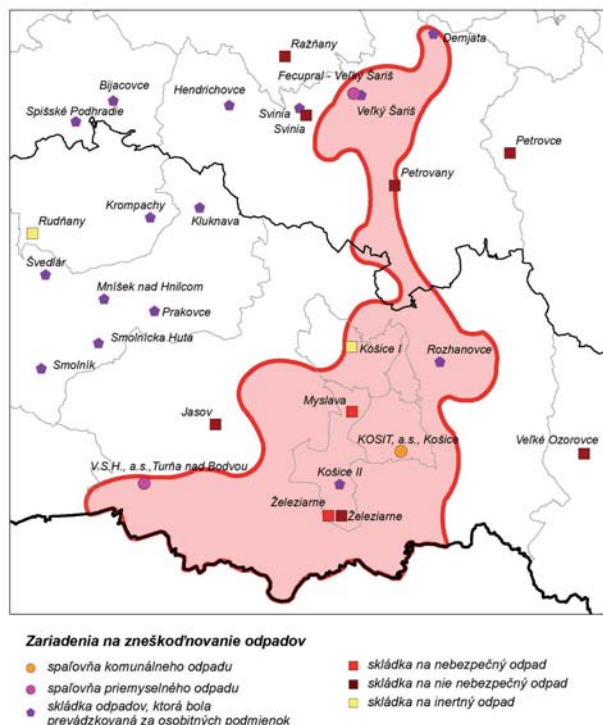 Demjata
Ražňany
Fecupral - Veľký Šariš
Bijacovce
Hendrichovce
Spišské Podhradie
Svinia
Veľký Šariš
Svinia
Petrovce
Petrovany
Krompachy
Kluknava
Rudňany
Švedlár
Mníšek nad Hnilcom
Prakovce
Smolnícka Huta
Košice I
Rozhanovce
Smolník
Myslava
Jasov
KOSIT, a.s., Košice
Veľké Ozorovce
V.S.H., a.s.,Turňa nad Bodvou
Košice II
Železiarne
Železiarne
Zariadenia na zneškodňovanie odpadov
spaľovňa komunálneho odpadu
spaľovňa priemyselného odpadu
skládka odpadov, ktorá bola
prevádzkovaná za osobitných podmienok
skládka na nebezpečný odpad
skládka na nie nebezpečný odpad
skládka na inertný odpad